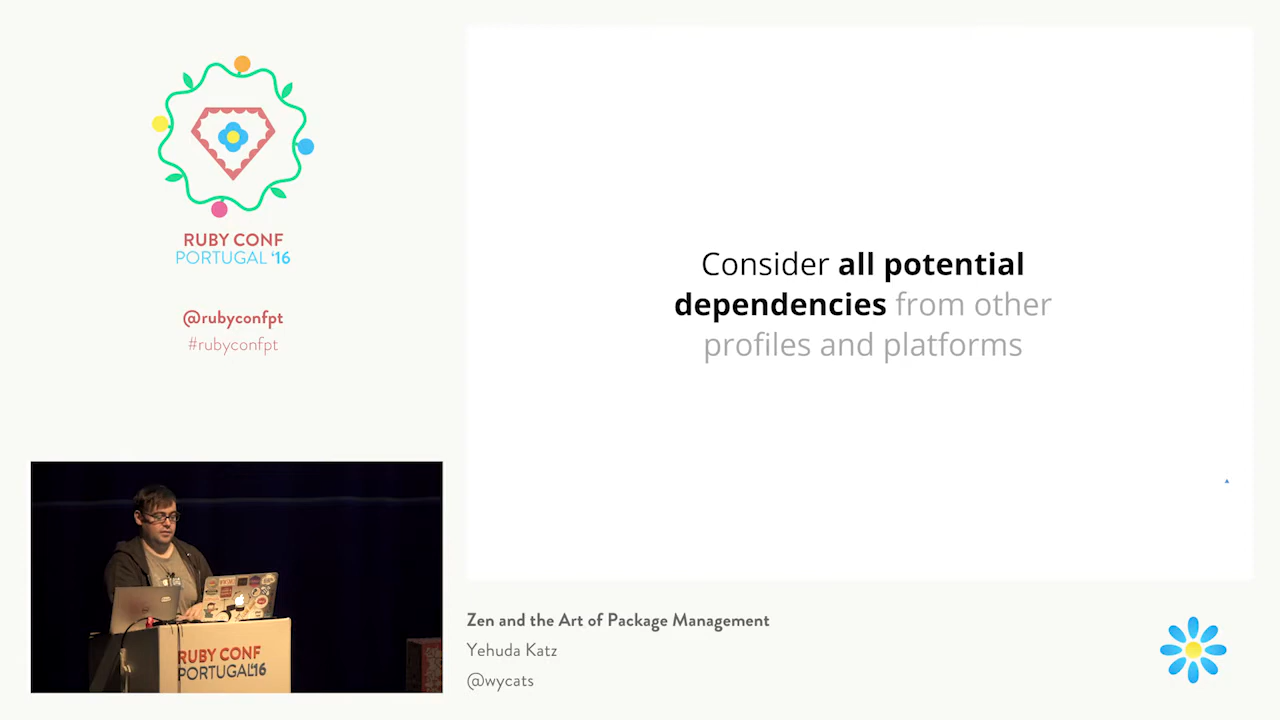 RUBY CONF
PORTUGAL ‘16
@rubyconfpt
#rubyconfpt
Consider all potential
dependencies from other
profiles and platforms
RUBY CONF
PORTUGAL'16
Zen and the Art of Package Management
Yehuda Katz
@wycats